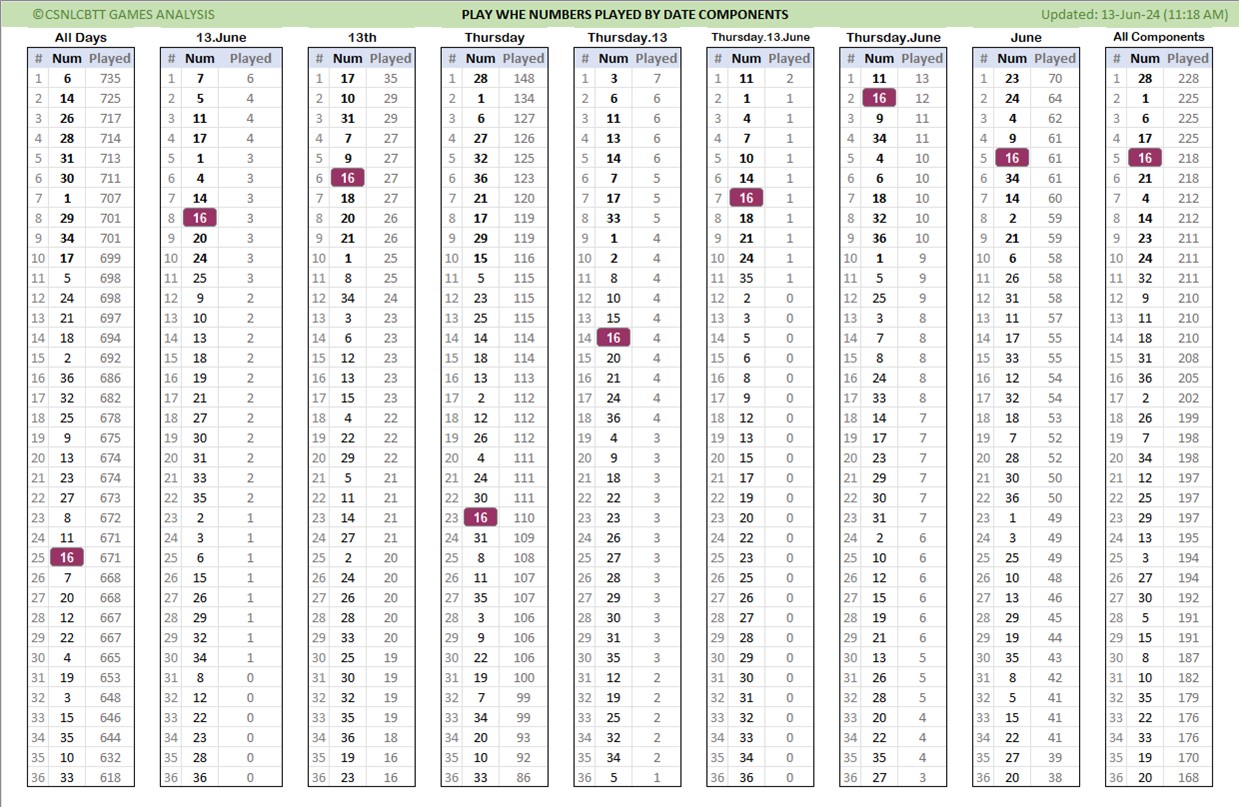 ©CSNLCBTT GAMES ANALYSIS PLAY WHE NUMBERS PLAYED BY DATE COMPONENTS Updated: 13-Jun-24 (11:18 AM)
All Days 13.June 13th Thursday Thursday.13 Thursday.13.June Thursday.June June All Components
# Num Played # Num Played # Num Played # Num Played # Num Played # Num Played # Num Played # Num Played # Num Played
1 6 735 1 7 6 1 17 35 1 28 148 1 3 7 1 11 2 1 11 13 1 23 70 1 28 228
2 14 725 2 5 4 2 10 29 2 1 134 2 6 6 2 1 1 2 16 12 2 24 64 2 1 225
3 26 717 3 11 4 3 31 29 3 6 127 3 11 6 3 4 1 3 9 11 3 4 62 3 6 225
4 28 714 4 17 4 4 7 27 4 27 126 4 13 6 4 7 1 4 34 11 4 9 61 4 17 225
5 31 713 5 1 3 5 9 27 5 32 125 5 14 6 5 10 1 5 4 10 5 16 61 5 16 218
6 30 711 6 4 3 6 16 27 6 36 123 6 7 5 6 14 1 6 6 10 6 34 61 6 21 218
7 1 707 7 14 3 7 18 27 7 21 120 7 17 5 7 16 1 7 18 10 7 14 60 7 4 212
8 29 701 8 16 3 8 20 26 8 17 119 8 33 5 8 18 1 8 32 10 8 2 59 8 14 212
9 34 701 9 20 3 9 21 26 9 29 119 9 1 4 9 21 1 9 36 10 9 21 59 9 23 211
10 17 699 10 24 3 10 1 25 10 15 116 10 2 4 10 24 1 10 1 9 10 6 58 10 24 211
11 5 698 11 25 3 11 8 25 11 5 115 11 8 4 11 35 1 11 5 9 11 26 58 11 32 211
12 24 698 12 9 2 12 34 24 12 23 115 12 10 4 12 2 0 12 25 9 12 31 58 12 9 210
13 21 697 13 10 2 13 3 23 13 25 115 13 15 4 13 3 0 13 3 8 13 11 57 13 11 210
14 18 694 14 13 2 14 6 23 14 14 114 14 16 4 14 5 0 14 7 8 14 17 55 14 18 210
15 2 692 15 18 2 15 12 23 15 18 114 15 20 4 15 6 0 15 8 8 15 33 55 15 31 208
16 36 686 16 19 2 16 13 23 16 13 113 16 21 4 16 8 0 16 24 8 16 12 54 16 36 205
17 32 682 17 21 2 17 15 23 17 2 112 17 24 4 17 9 0 17 33 8 17 32 54 17 2 202
18 25 678 18 27 2 18 4 22 18 12 112 18 36 4 18 12 0 18 14 7 18 18 53 18 26 199
19 9 675 19 30 2 19 22 22 19 26 112 19 4 3 19 13 0 19 17 7 19 7 52 19 7 198
20 13 674 20 31 2 20 29 22 20 4 111 20 9 3 20 15 0 20 23 7 20 28 52 20 34 198
21 23 674 21 33 2 21 5 21 21 24 111 21 18 3 21 17 0 21 29 7 21 30 50 21 12 197
22 27 673 22 35 2 22 11 21 22 30 111 22 22 3 22 19 0 22 30 7 22 36 50 22 25 197
23 8 672 23 2 1 23 14 21 23 16 110 23 23 3 23 20 0 23 31 7 23 1 49 23 29 197
24 11 671 24 3 1 24 27 21 24 31 109 24 26 3 24 22 0 24 2 6 24 3 49 24 13 195
25 16 671 25 6 1 25 2 20 25 8 108 25 27 3 25 23 0 25 10 6 25 25 49 25 3 194
26 7 668 26 15 1 26 24 20 26 11 107 26 28 3 26 25 0 26 12 6 26 10 48 26 27 194
27 20 668 27 26 1 27 26 20 27 35 107 27 29 3 27 26 0 27 15 6 27 13 46 27 30 192
28 12 667 28 29 1 28 28 20 28 3 106 28 30 3 28 27 0 28 19 6 28 29 45 28 5 191
29 22 667 29 32 1 29 33 20 29 9 106 29 31 3 29 28 0 29 21 6 29 19 44 29 15 191
30 4 665 30 34 1 30 25 19 30 22 106 30 35 3 30 29 0 30 13 5 30 35 43 30 8 187
31 19 653 31 8 0 31 30 19 31 19 100 31 12 2 31 30 0 31 26 5 31 8 42 31 10 182
32 3 648 32 12 0 32 32 19 32 7 99 32 19 2 32 31 0 32 28 5 32 5 41 32 35 179
33 15 646 33 22 0 33 35 19 33 34 99 33 25 2 33 32 0 33 20 4 33 15 41 33 22 176
34 35 644 34 23 0 34 36 18 34 20 93 34 32 2 34 33 0 34 22 4 34 22 41 34 33 176
35 10 632 35 28 0 35 19 16 35 10 92 35 34 2 35 34 0 35 35 4 35 27 39 35 19 170
36 33 618 36 36 0 36 23 16 36 33 86 36 5 1 36 36 0 36 27 3 36 20 38 36 20 168